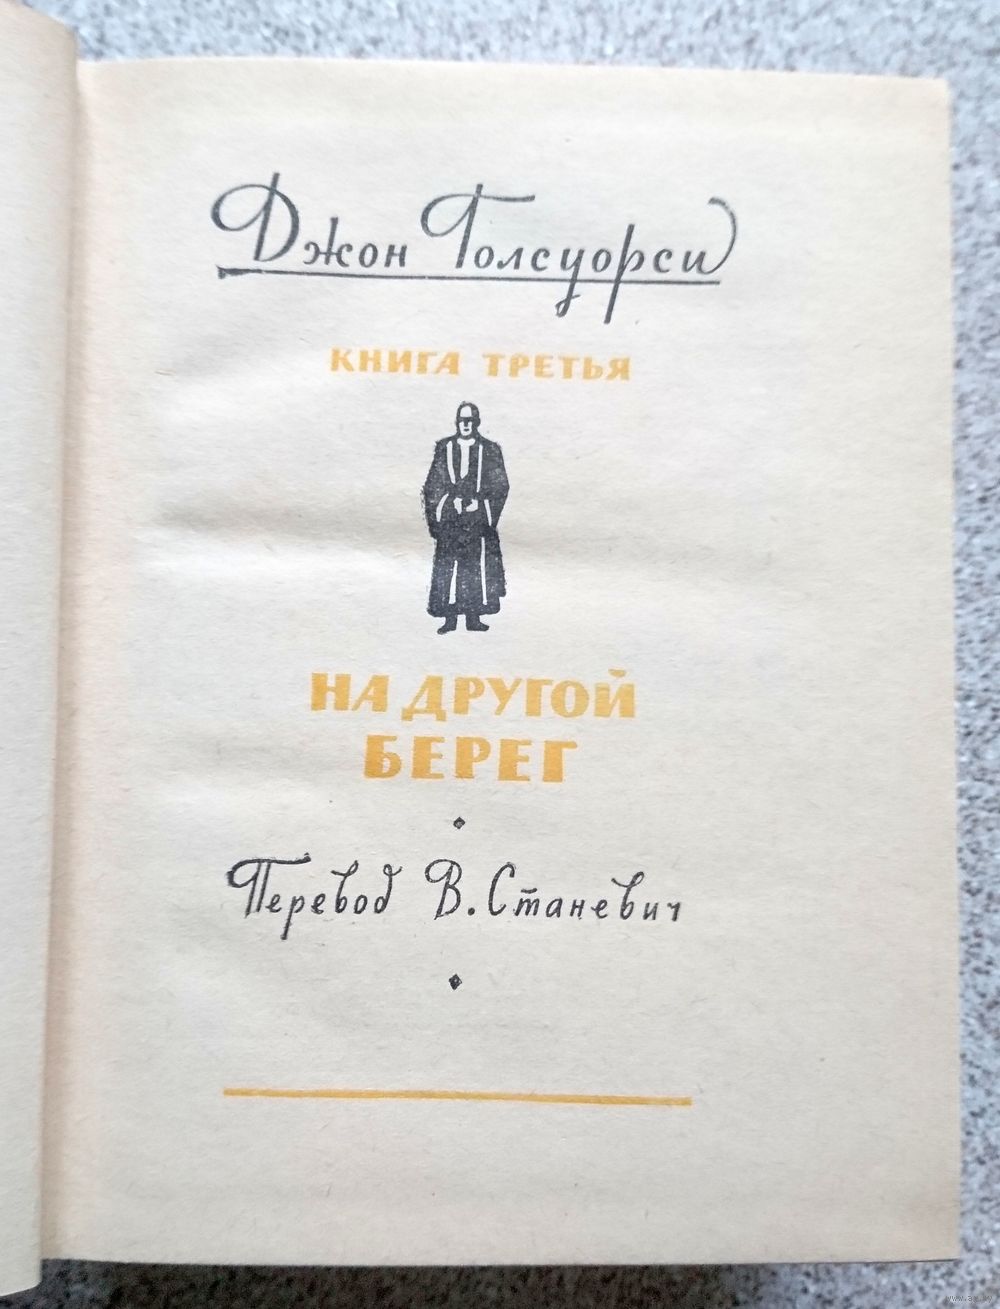 Джон Голсуорси
КНИГА ТРЕТЬЯ
НА ДРУГОЙ
БЕРЕГ
Перевод В. Станевич